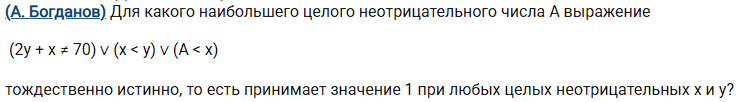 (А. Богданов) Для какого наибольшего целого неотрицательного числа А выражение
(2y + x ≠ 70) ∨ (x < y) ∨ (A < x)
тождественно истинно, то есть принимает значение 1 при любых целых неотрицательных x и y?